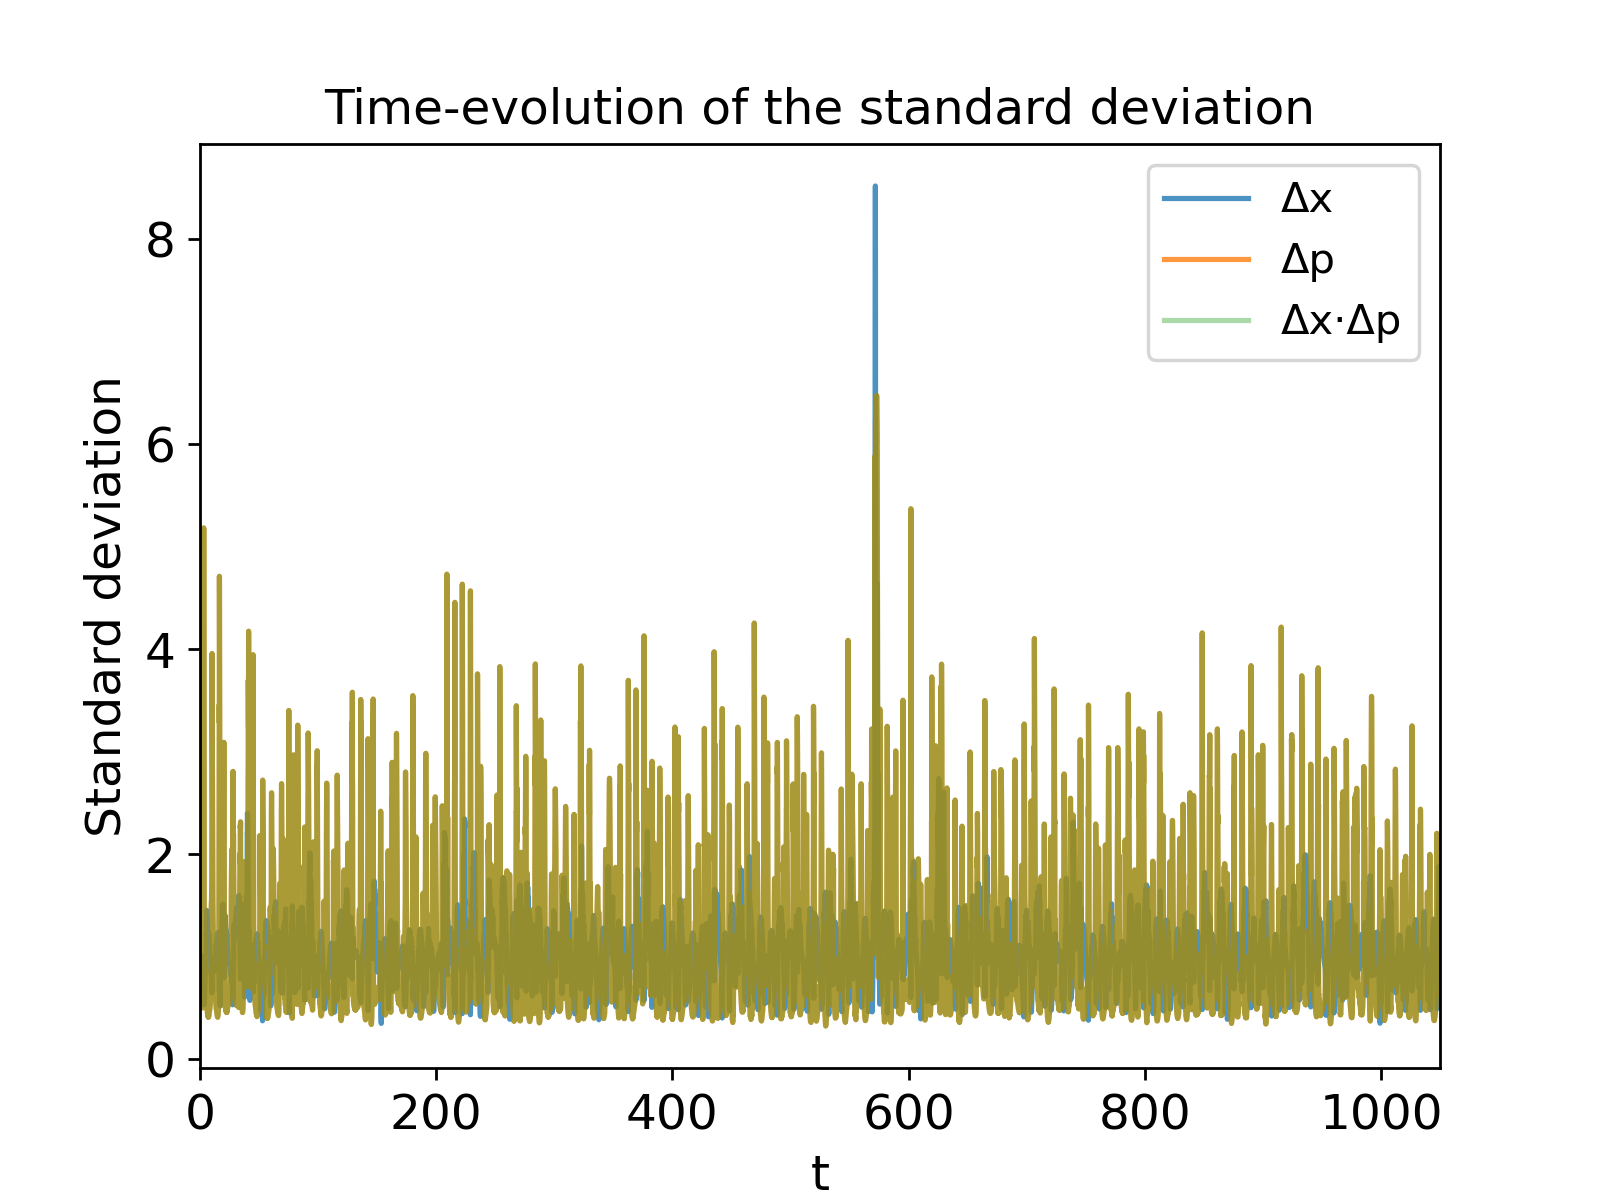 Time-evolution of the standard deviation
Δx
Δp
Δx·Δp
Standard deviation
8
6
4
2
0
0 200 400 600 800 1000
t